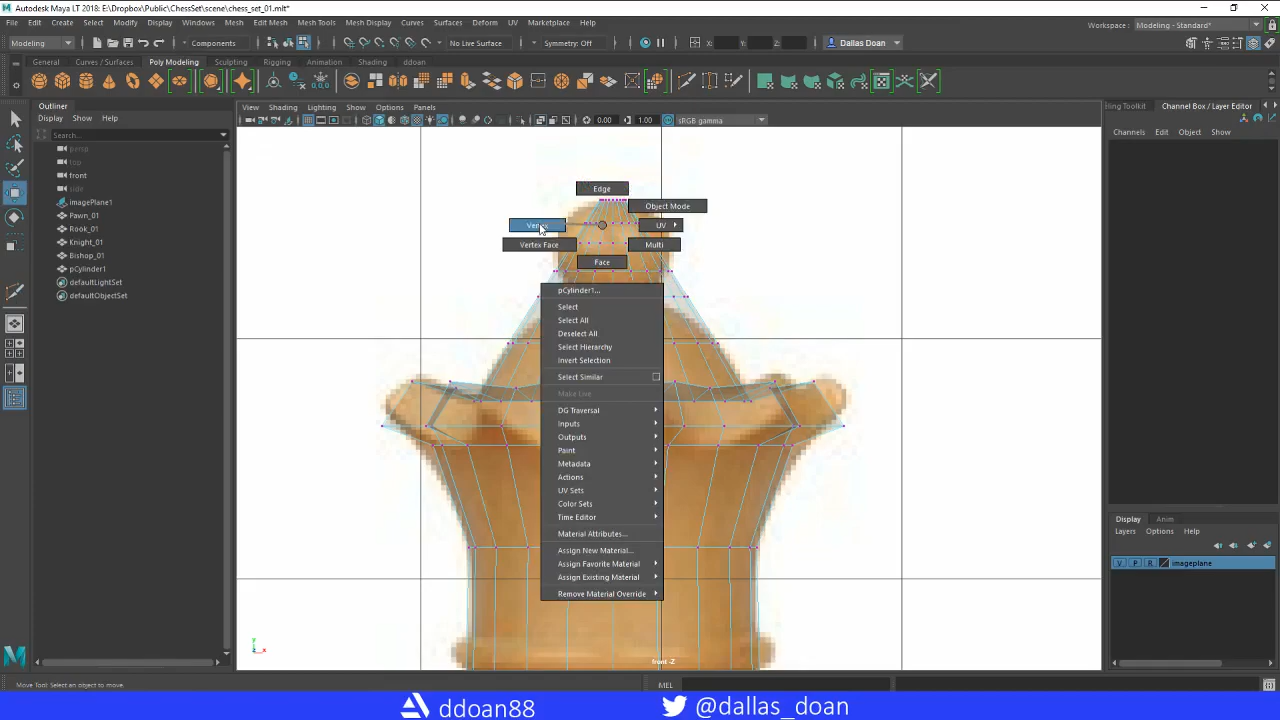 Autodesk Maya LT 2018: E:\Dropbox\Public\ChessSet\scene\chess_set_01.mlt*
File Edit Create Select Modify Display Windows Mesh Edit Mesh Mesh Tools Mesh Display Curves Surfaces Deform UV Marketplace Help
Workspace: Modeling - Standard*
Modeling Components No Live Surface Symmetry: Off X: Y: Z: Dallas Doan
General Curves / Surfaces Poly Modeling Sculpting Rigging Animation Shading ddoan
Outliner
Display Show Help
Search...
persp
top
front
side
imagePlane1
Pawn_01
Rook_01
Knight_01
Bishop_01
pCylinder1
defaultLightSet
defaultObjectSet
View Shading Lighting Show Options Panels
0.00 1.00 sRGB gamma
Edge
Object Mode
UV
Vertex Face
Multi
Face
pCylinder1...
Select
Select All
Deselect All
Select Hierarchy
Invert Selection
Select Similar
Make Live
DG Traversal
Inputs
Outputs
Paint
Metadata
Actions
UV Sets
Color Sets
Time Editor
Material Attributes...
Assign New Material...
Assign Favorite Material
Assign Existing Material
Remove Material Override
front -Z
Channel Box / Layer Editor
Channels Edit Object Show
Display Anim
Layers Options Help
V P R imageplane
Move Tool: Select an object to move.
MEL
ddoan88
@dallas_doan